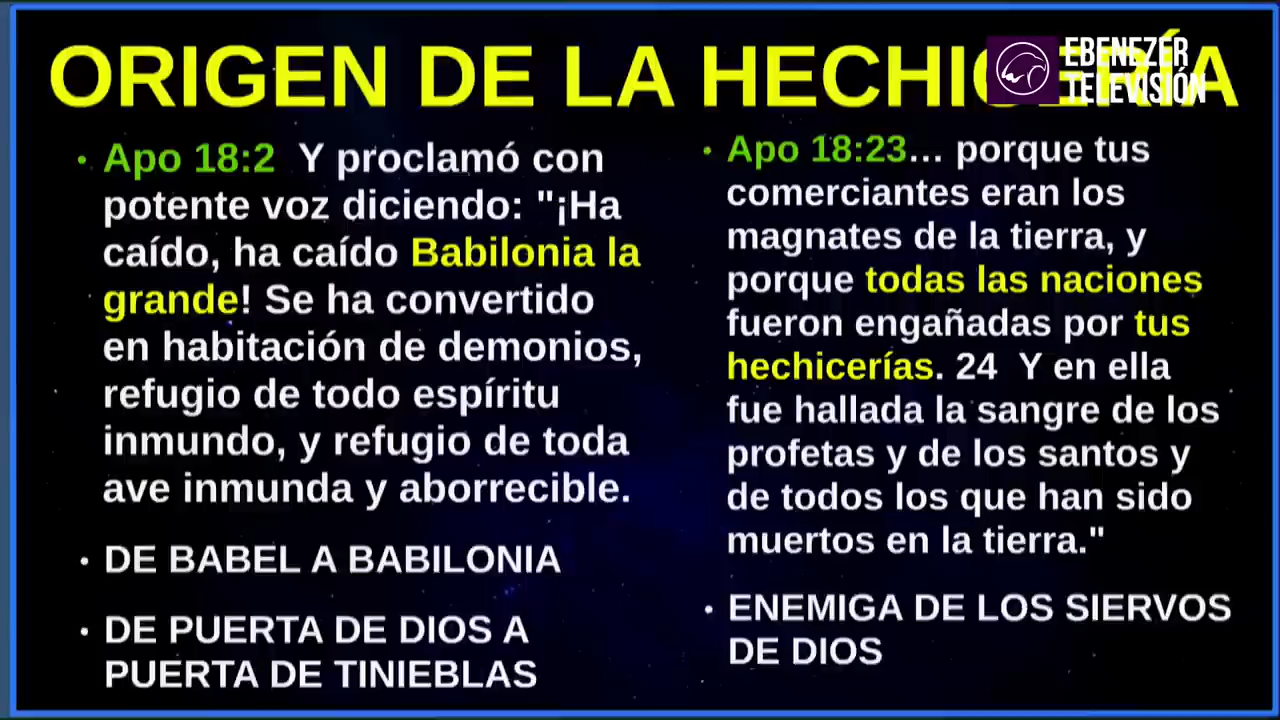 ORIGEN DE LA HECHICERÍA
EBENEZER
TELEVISIÓN
• Apo 18:2 Y proclamó con
potente voz diciendo: "¡Ha
caído, ha caído Babilonia la
grande! Se ha convertido
en habitación de demonios,
refugio de todo espíritu
inmundo, y refugio de toda
ave inmunda y aborrecible.
• DE BABEL A BABILONIA
• DE PUERTA DE DIOS A
PUERTA DE TINIEBLAS
• Apo 18:23... porque tus
comerciantes eran los
magnates de la tierra, y
porque todas las naciones
fueron engañadas por tus
hechicerías. 24 Y en ella
fue hallada la sangre de los
profetas y de los santos y
de todos los que han sido
muertos en la tierra."
• ENEMIGA DE LOS SIERVOS
DE DIOS